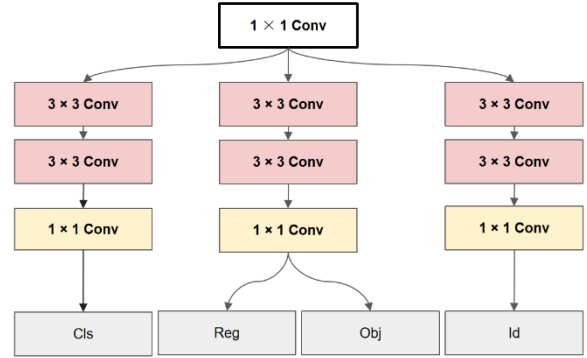 1 × 1 Conv
3 × 3 Conv
3 × 3 Conv
3 × 3 Conv
3 × 3 Conv
3 × 3 Conv
3 × 3 Conv
1 × 1 Conv
1 × 1 Conv
1 × 1 Conv
Cls
Reg
Obj
Id